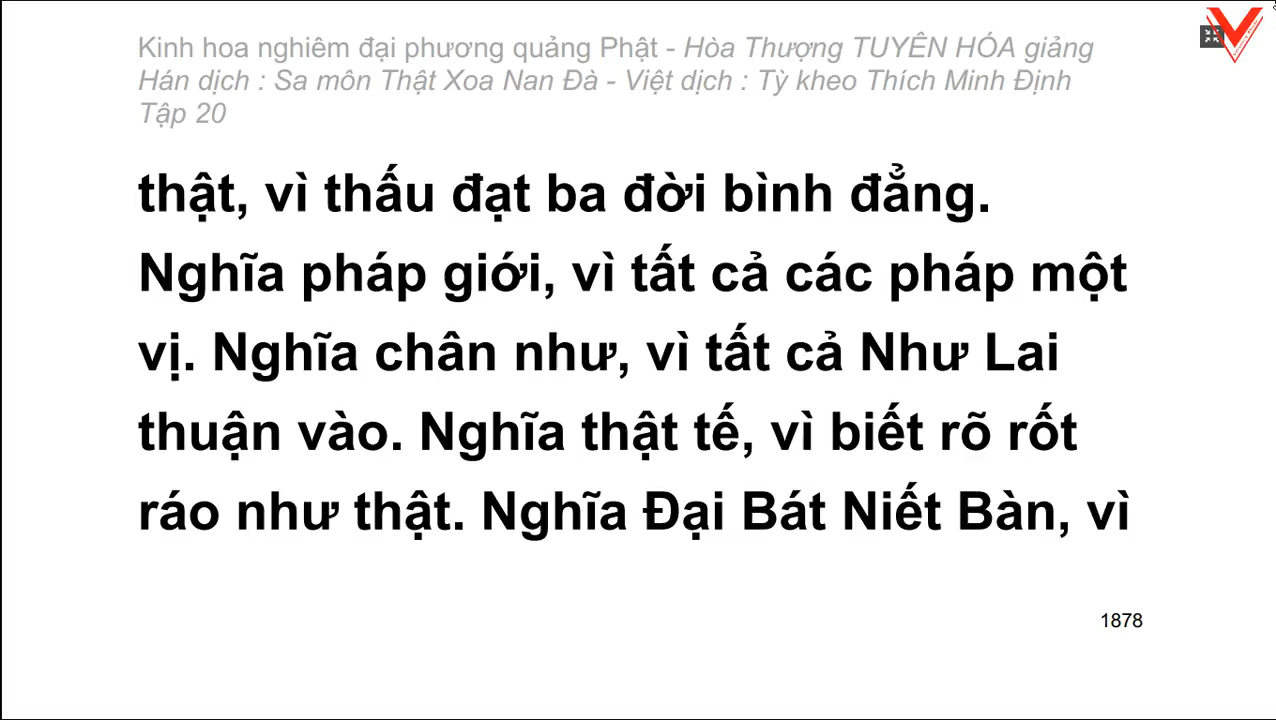 Kinh hoa nghiêm đại phương quảng Phật - Hòa Thượng TUYÊN HÓA giảng
Hán dịch : Sa môn Thật Xoa Nan Đà - Việt dịch : Tỳ kheo Thích Minh Định
Tập 20
thật, vì thấu đạt ba đời bình đẳng.
Nghĩa pháp giới, vì tất cả các pháp một
vị. Nghĩa chân như, vì tất cả Như Lai
thuận vào. Nghĩa thật tế, vì biết rõ rốt
ráo như thật. Nghĩa Đại Bát Niết Bàn, vì
1878